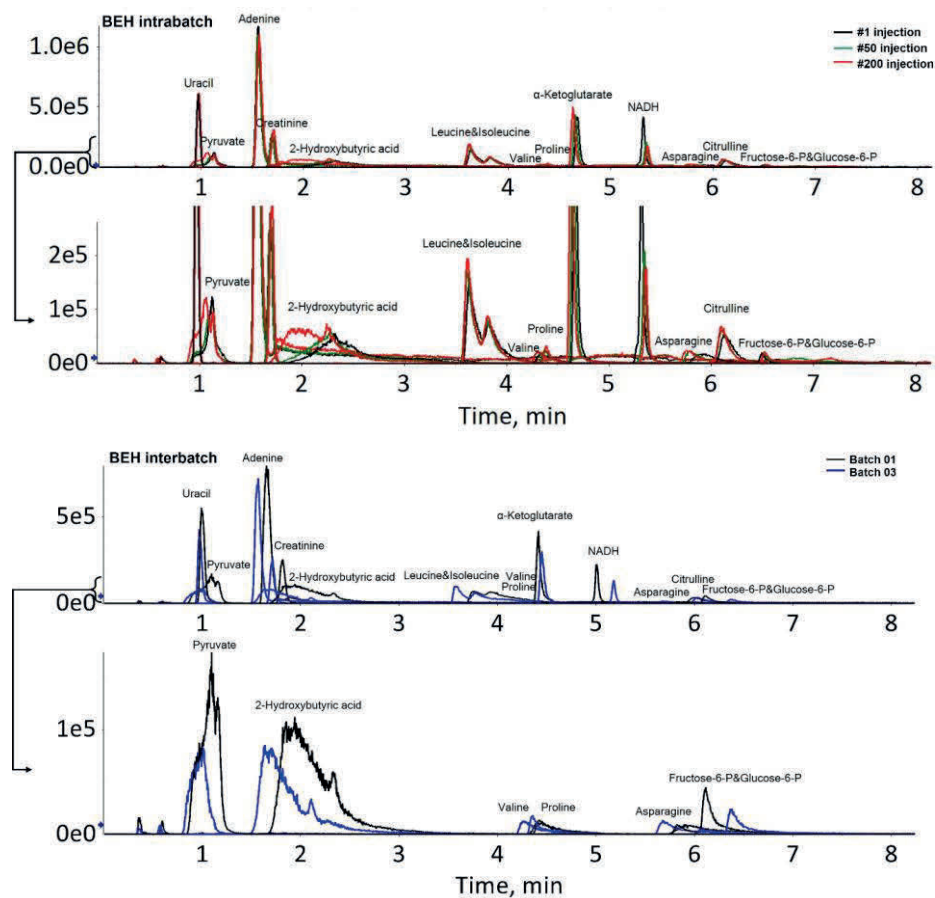 BEH intrabatch
Adenine
#1 injection
#50 injection
#200 injection
1.0e6
Uracil
α-Ketoglutarate
5.0e5
Pyruvate
Creatinine
NADH
2-Hydroxybutyric acid
Leucine&Isoleucine
Proline
Valine
Citrulline
Asparagine
Fructose-6-P&Glucose-6-P
0.0e0
1 2 3 4 5 6 7 8
2e5
Leucine&Isoleucine
Pyruvate
1e5
2-Hydroxybutyric acid
Citrulline
Proline
Valine
Asparagine
Fructose-6-P&Glucose-6-P
0e0
1 2 3 4 5 6 7 8
Time, min
BEH interbatch
Adenine
Batch 01
Batch 03
Uracil
5e5
α-Ketoglutarate
Creatinine
NADH
Pyruvate
2-Hydroxybutyric acid
Leucine&Isoleucine
Valine
Proline
Citrulline
Asparagine
Fructose-6-P&Glucose-6-P
0e0
1 2 3 4 5 6 7 8
Pyruvate
2-Hydroxybutyric acid
1e5
Fructose-6-P&Glucose-6-P
Valine
Proline
Asparagine
0e0
1 2 3 4 5 6 7 8
Time, min